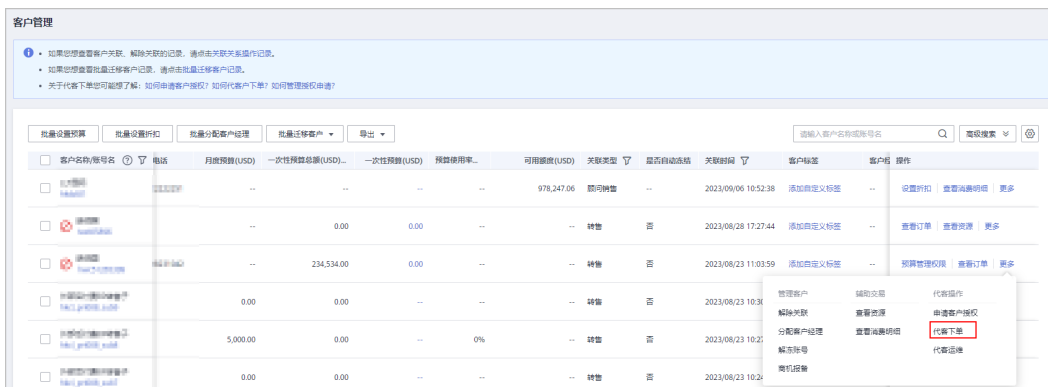 客户管理
• 如果您想查看客户关联、解除关联的记录，请点击关联关系操作记录。
• 如果您想查看批量迁移客户记录，请点击批量迁移客户记录。
• 关于代客下单您可能想了解：如何申请客户授权？如何代客户下单？如何管理授权申请？
批量设置预算 批量设置折扣 批量分配客户经理 批量迁移客户 导出 请输入客户名称或账号名 高级搜索
客户名称/账号名 电话 月度预算(USD) 一次性预算总额(USD)... 一次性预算(USD) 预算使用率... 可用额度(USD) 关联类型 是否自动冻结 关联时间 客户标签 操作
-- -- -- -- 978,247.06 顾问销售 -- 2023/09/06 10:52:38 添加自定义标签 -- 设置折扣 查看消费明细 更多
-- 0.00 0.00 -- -- 转售 否 2023/08/28 17:27:44 添加自定义标签 -- 查看订单 查看资源 更多
-- 234,534.00 0.00 -- -- 转售 否 2023/08/23 11:03:59 添加自定义标签 -- 预算管理权限 查看订单 更多
0.00 0.00 -- -- -- 转售 否 2023/08/23 10:30
5,000.00 0.00 -- 0% -- 转售 否 2023/08/23 10:27
0.00 0.00 -- -- -- 转售 否 2023/08/23 10:24
管理客户 辅助交易 代客操作
解除关联 查看资源 申请客户授权
分配客户经理 查看消费明细 代客下单
解冻账号 代客运维
商机报备